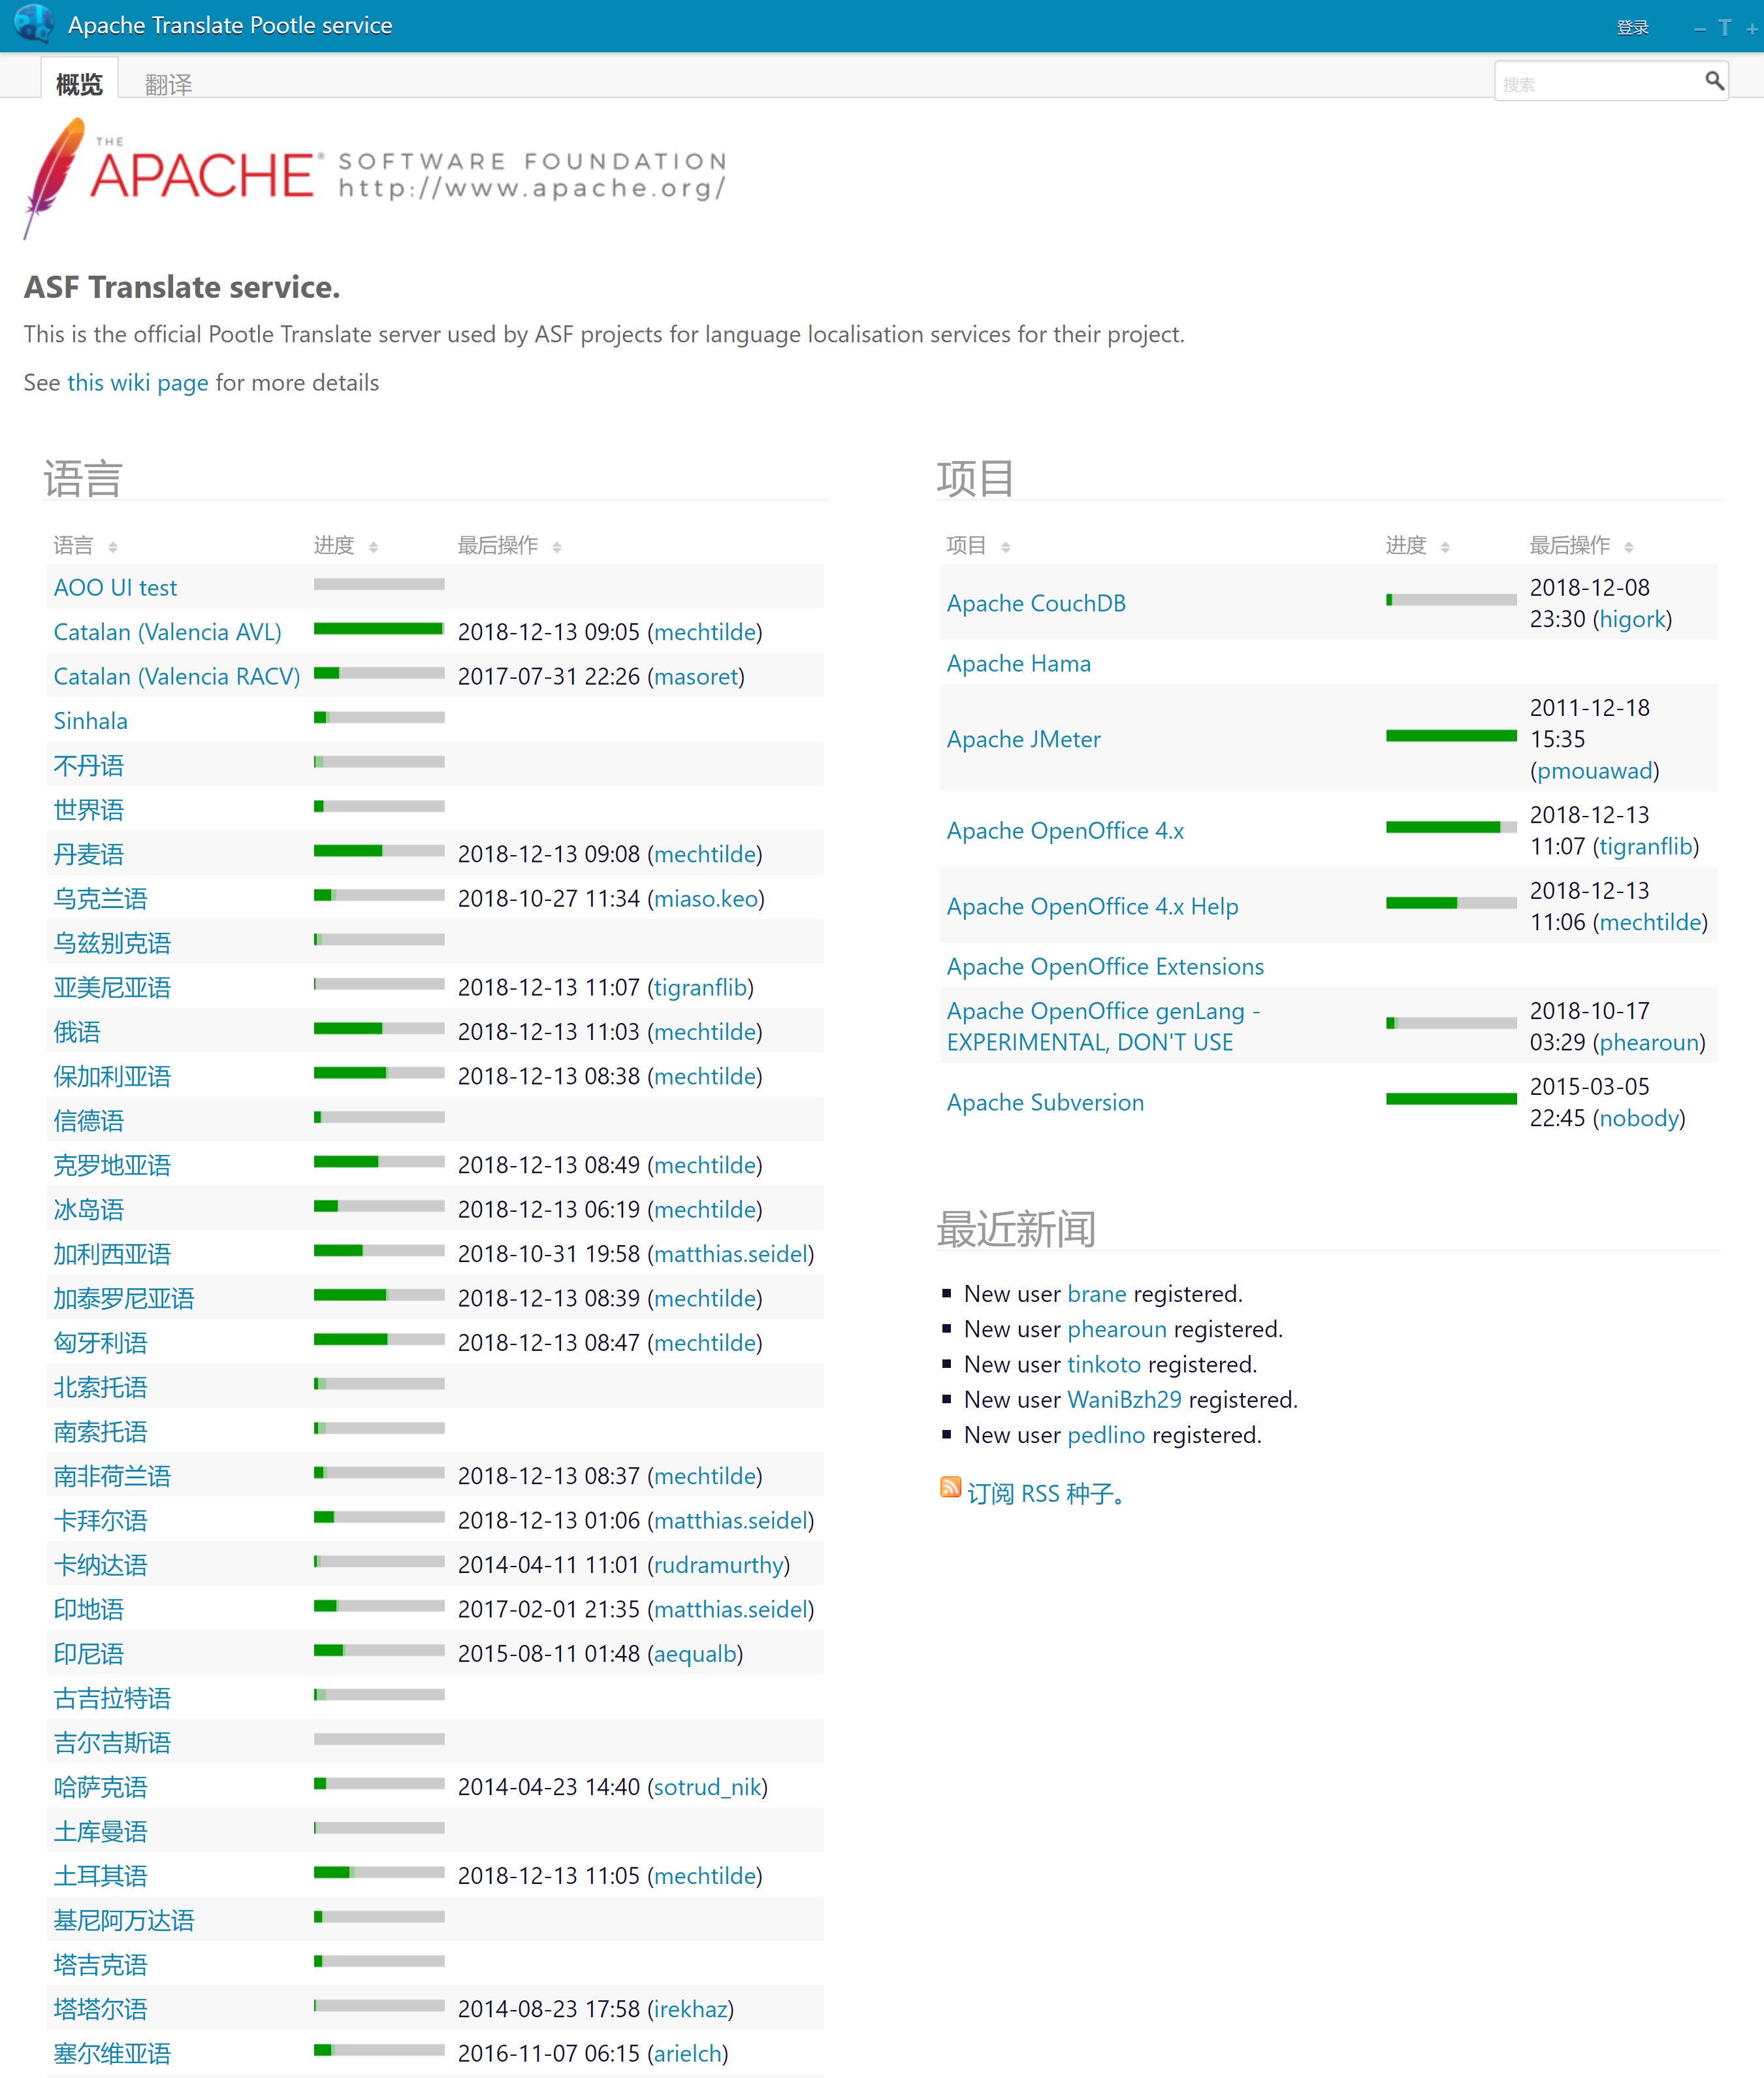 Apache Translate Pootle service
登录
− T +
概览
翻译
搜索
THE
APACHE® SOFTWARE FOUNDATION
http://www.apache.org/
ASF Translate service.
This is the official Pootle Translate server used by ASF projects for language localisation services for their project.
See this wiki page for more details
语言
语言 进度 最后操作
AOO UI test
Catalan (Valencia AVL) 2018-12-13 09:05 (mechtilde)
Catalan (Valencia RACV) 2017-07-31 22:26 (masoret)
Sinhala
不丹语
世界语
丹麦语 2018-12-13 09:08 (mechtilde)
乌克兰语 2018-10-27 11:34 (miaso.keo)
乌兹别克语
亚美尼亚语 2018-12-13 11:07 (tigranflib)
俄语 2018-12-13 11:03 (mechtilde)
保加利亚语 2018-12-13 08:38 (mechtilde)
信德语
克罗地亚语 2018-12-13 08:49 (mechtilde)
冰岛语 2018-12-13 06:19 (mechtilde)
加利西亚语 2018-10-31 19:58 (matthias.seidel)
加泰罗尼亚语 2018-12-13 08:39 (mechtilde)
匈牙利语 2018-12-13 08:47 (mechtilde)
北索托语
南索托语
南非荷兰语 2018-12-13 08:37 (mechtilde)
卡拜尔语 2018-12-13 01:06 (matthias.seidel)
卡纳达语 2014-04-11 11:01 (rudramurthy)
印地语 2017-02-01 21:35 (matthias.seidel)
印尼语 2015-08-11 01:48 (aequalb)
古吉拉特语
吉尔吉斯语
哈萨克语 2014-04-23 14:40 (sotrud_nik)
土库曼语
土耳其语 2018-12-13 11:05 (mechtilde)
基尼阿万达语
塔吉克语
塔塔尔语 2014-08-23 17:58 (irekhaz)
塞尔维亚语 2016-11-07 06:15 (arielch)
项目
项目 进度 最后操作
Apache CouchDB
2018-12-08
23:30 (higork)
Apache Hama
Apache JMeter
2011-12-18
15:35
(pmouawad)
Apache OpenOffice 4.x
2018-12-13
11:07 (tigranflib)
Apache OpenOffice 4.x Help
2018-12-13
11:06 (mechtilde)
Apache OpenOffice Extensions
Apache OpenOffice genLang -
EXPERIMENTAL, DON'T USE
2018-10-17
03:29 (phearoun)
Apache Subversion
2015-03-05
22:45 (nobody)
最近新闻
New user brane registered.
New user phearoun registered.
New user tinkoto registered.
New user WaniBzh29 registered.
New user pedlino registered.
订阅 RSS 种子。